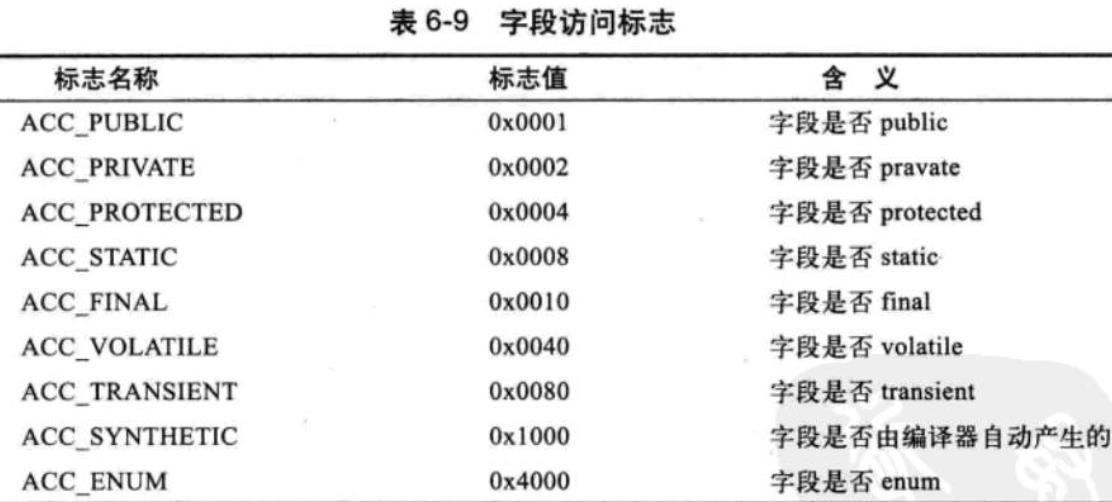 表 6-9 字段访问标志
标志名称 标志值 含 义
ACC_PUBLIC 0x0001 字段是否 public
ACC_PRIVATE 0x0002 字段是否 pravate
ACC_PROTECTED 0x0004 字段是否 protected
ACC_STATIC 0x0008 字段是否 static
ACC_FINAL 0x0010 字段是否 final
ACC_VOLATILE 0x0040 字段是否 volatile
ACC_TRANSIENT 0x0080 字段是否 transient
ACC_SYNTHETIC 0x1000 字段是否由编译器自动产生的
ACC_ENUM 0x4000 字段是否 enum